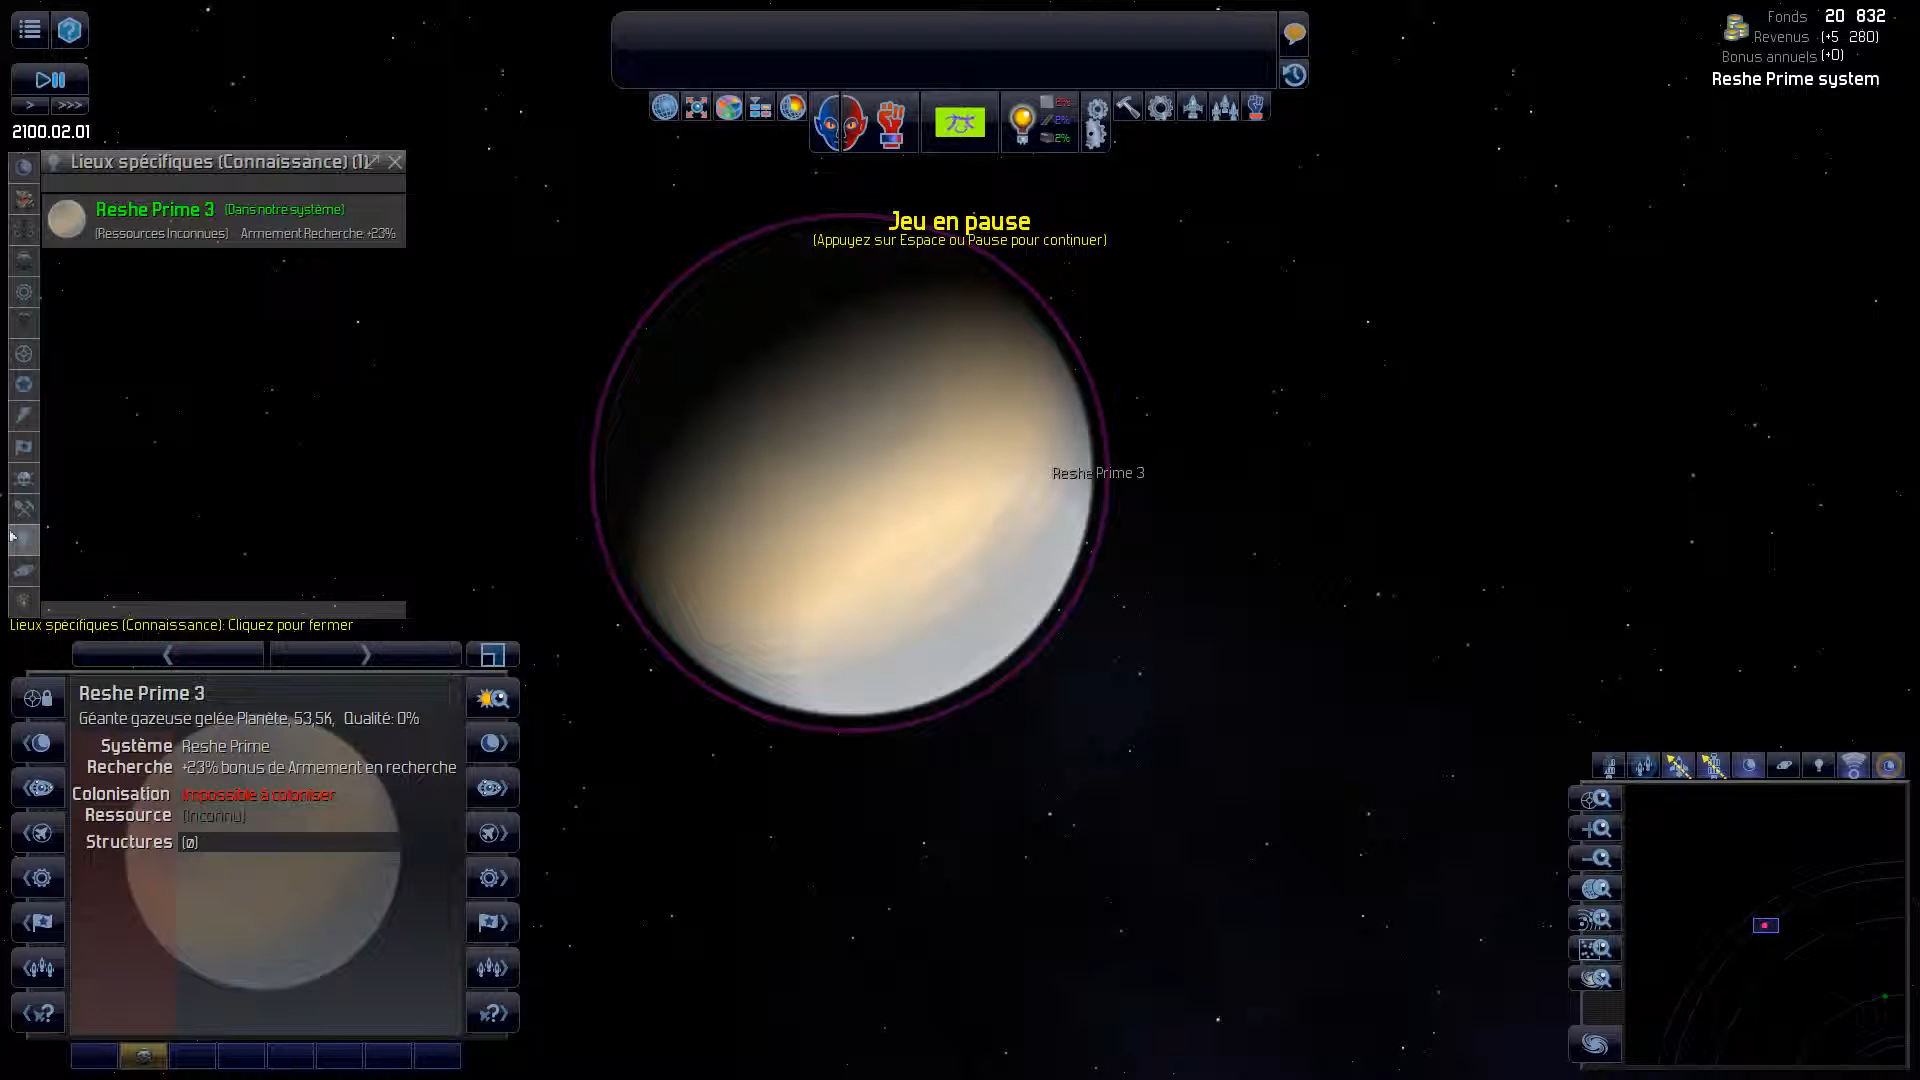 Fonds 20 832
Revenus (+5 280)
Bonus annuels (+0)
Reshe Prime system
2100.02.01
Lieux spécifiques (Connaissance) (1)
Reshe Prime 3 (Dans notre système)
(Ressources Inconnues) Armement Recherche +23%
2%
2%
Jeu en pause
(Appuyez sur Espace ou Pause pour continuer)
Reshe Prime 3
Lieux spécifiques (Connaissance): Cliquez pour fermer
Reshe Prime 3
Géante gazeuse gelée Planète, 53,5K, Qualité: 0%
Système Reshe Prime
Recherche +23% bonus de Armement en recherche
Colonisation Impossible à coloniser
Ressource (Inconnu)
Structures (ø)